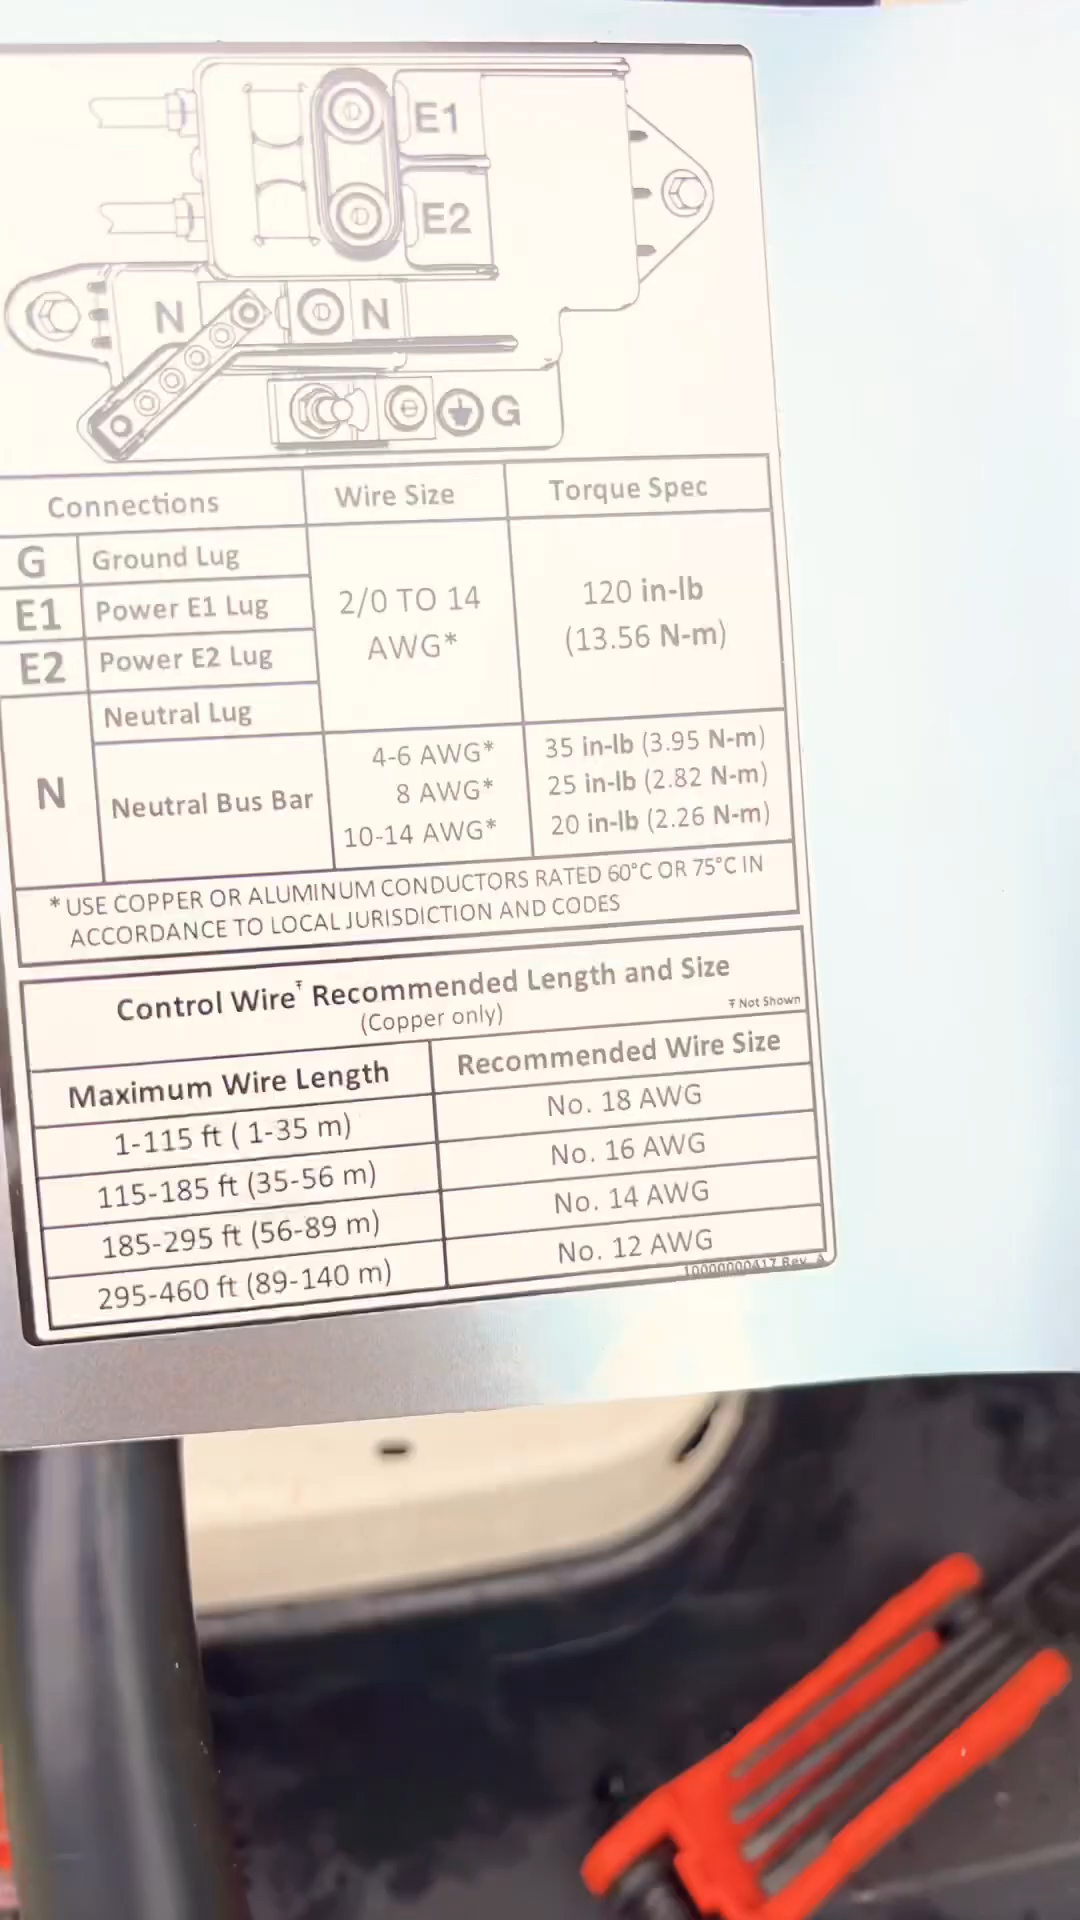 E1
E2
N N
G
Connections Wire Size Torque Spec
G Ground Lug
E1 Power E1 Lug
E2 Power E2 Lug
2/0 TO 14
AWG*
120 in-lb
(13.56 N-m)
N
Neutral Lug
Neutral Bus Bar
4-6 AWG* 35 in-lb (3.95 N-m)
8 AWG* 25 in-lb (2.82 N-m)
10-14 AWG* 20 in-lb (2.26 N-m)
* USE COPPER OR ALUMINUM CONDUCTORS RATED 60°C OR 75°C IN
ACCORDANCE TO LOCAL JURISDICTION AND CODES
Control Wire Ŧ Recommended Length and Size
(Copper only)
Ŧ Not Shown
Maximum Wire Length Recommended Wire Size
1-115 ft ( 1-35 m) No. 18 AWG
115-185 ft (35-56 m) No. 16 AWG
185-295 ft (56-89 m) No. 14 AWG
295-460 ft (89-140 m) No. 12 AWG
10000000417 Rev. A